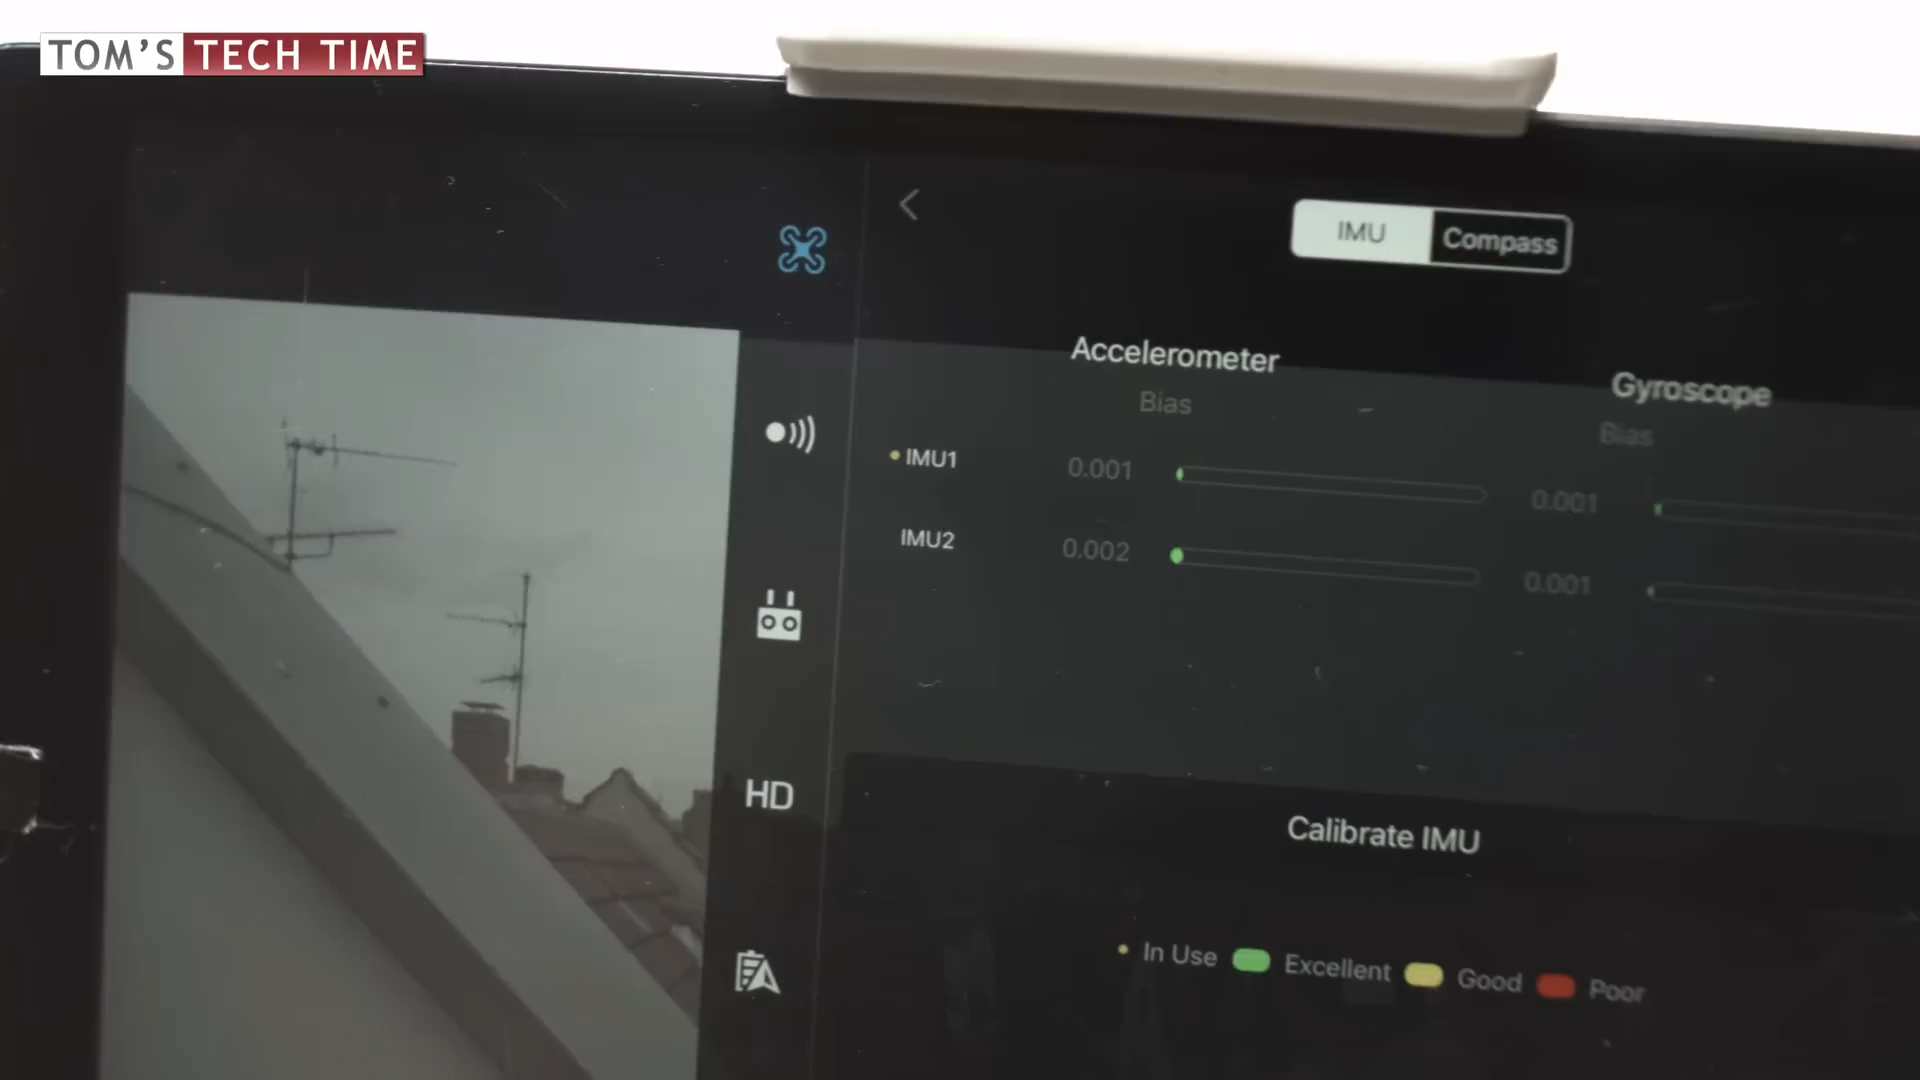 TOM'S TECH TIME
IMU Compass
Accelerometer Gyroscope
Bias Bias
IMU1 0.001 0.001
IMU2 0.002 0.001
HD
Calibrate IMU
In Use Excellent Good Poor